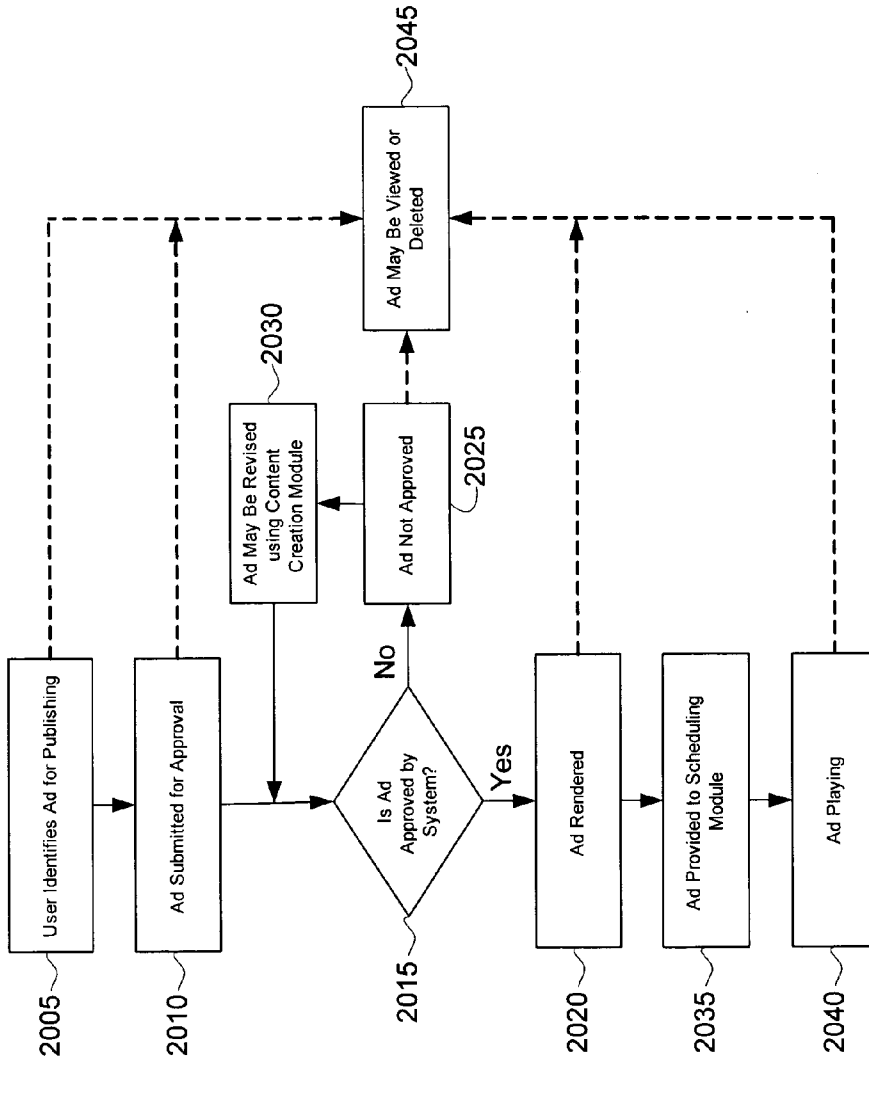 2005
User Identifies Ad for Publishing
2010
Ad Submitted for Approval
2015
Is Ad
Approved by
System?
No
Yes
2025
Ad Not Approved
2030
Ad May Be Revised
using Content
Creation Module
2045
Ad May Be Viewed or
Deleted
2020
Ad Rendered
2035
Ad Provided to Scheduling
Module
2040
Ad Playing